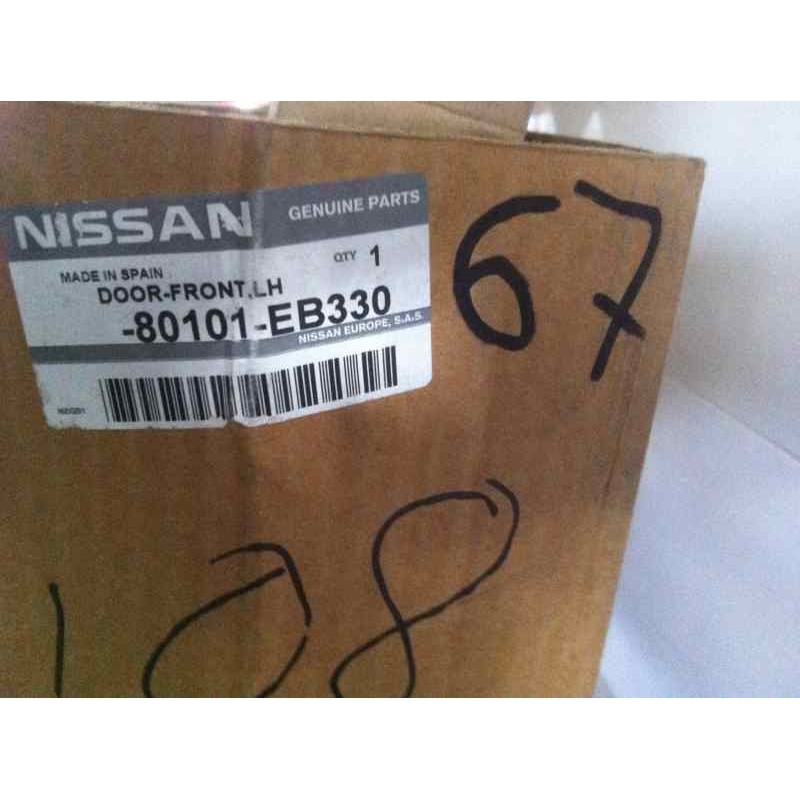 NISSAN GENUINE PARTS
MADE IN SPAIN QTY 1
DOOR-FRONT,LH
-80101-EB330
NISSAN EUROPE, S.A.S.
67
108